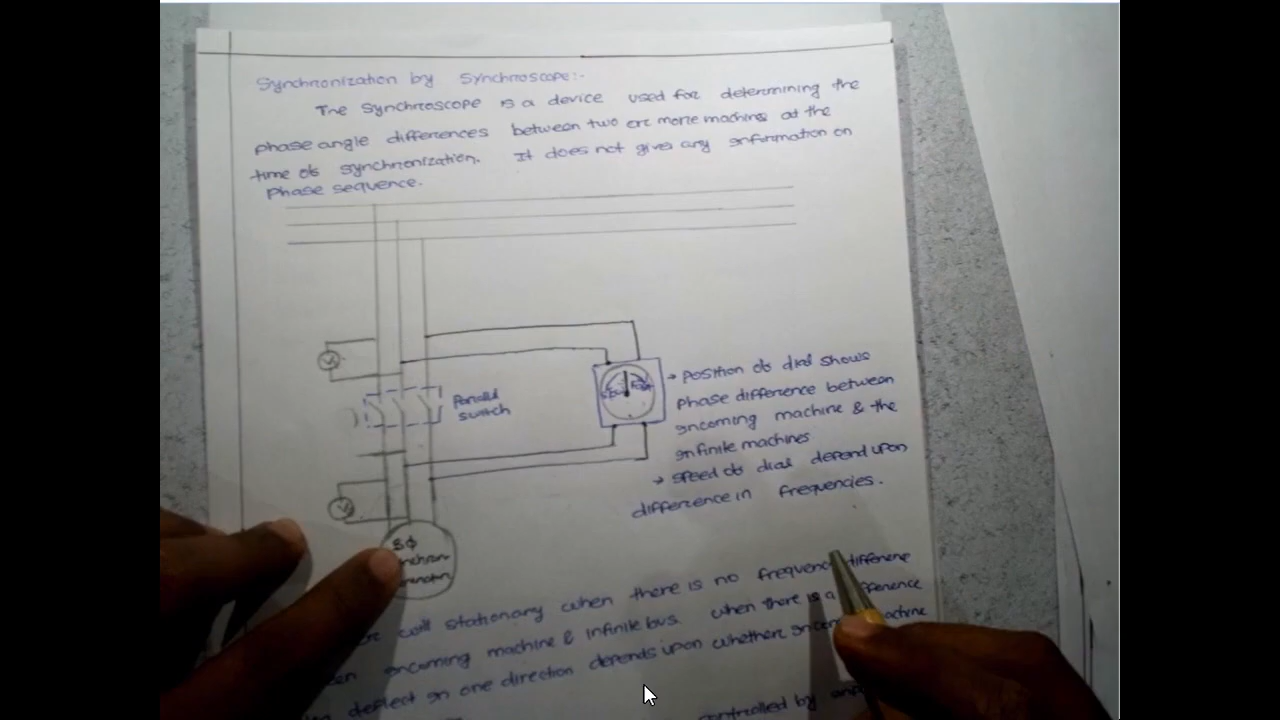 Synchronization by Synchroscope:-
The Synchroscope is a device used for determining the
phase angle differences between two or more machines at the
time of synchronization. It does not gives any information on
Phase sequence.
V
Parallel
switch
slow fast
→ Position of dial shows
phase difference between
incoming machine & the
infinite machines
→ speed of dial depend upon
difference in frequencies.
V
3ϕ
will stationary when there is no frequency difference
incoming machine & infinite bus. When there is a difference
deflect in one direction depends upon whether machine
controlled by